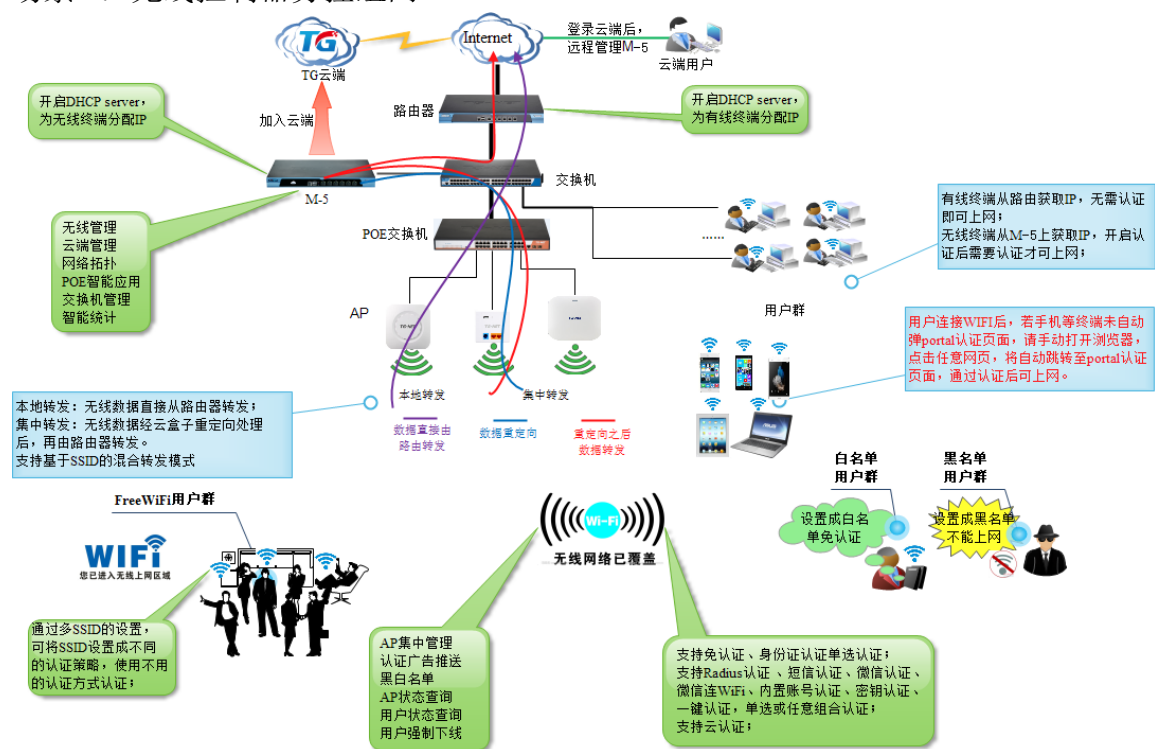 TG
TG云端
Internet
登录云端后，
远程管理M-5
云端用户
开启DHCP server，
为无线终端分配IP
加入云端
路由器
开启DHCP server，
为有线终端分配IP
M-5
交换机
无线管理
云端管理
网络拓扑
POE智能应用
交换机管理
智能统计
POE交换机
......
有线终端从路由获取IP，无需认证
即可上网；
无线终端从M-5上获取IP，开启认
证后需要认证才可上网；
AP
用户群
用户连接WIFI后，若手机等终端未自动
弹portal认证页面，请手动打开浏览器，
点击任意网页，将自动跳转至portal认证
页面，通过认证后可上网。
本地转发
集中转发
本地转发：无线数据直接从路由器转发；
集中转发：无线数据经云盒子重定向处理
后，再由路由器转发。
支持基于SSID的混合转发模式
数据直接由
路由转发
数据重定向
重定向之后
数据转发
白名单
用户群
黑名单
用户群
设置成白名
单免认证
设置成黑名单
不能上网
FreeWiFi用户群
WIFI
您已进入无线上网区域
Wi-Fi
无线网络已覆盖
通过多SSID的设置，
可将SSID设置成不同
的认证策略，使用不用
的认证方式认证；
AP集中管理
认证广告推送
黑白名单
AP状态查询
用户状态查询
用户强制下线
支持免认证、身份证认证单选认证；
支持Radius认证、短信认证、微信认证、
微信连WiFi、内置账号认证、密钥认证、
一键认证，单选或任意组合认证；
支持云认证；